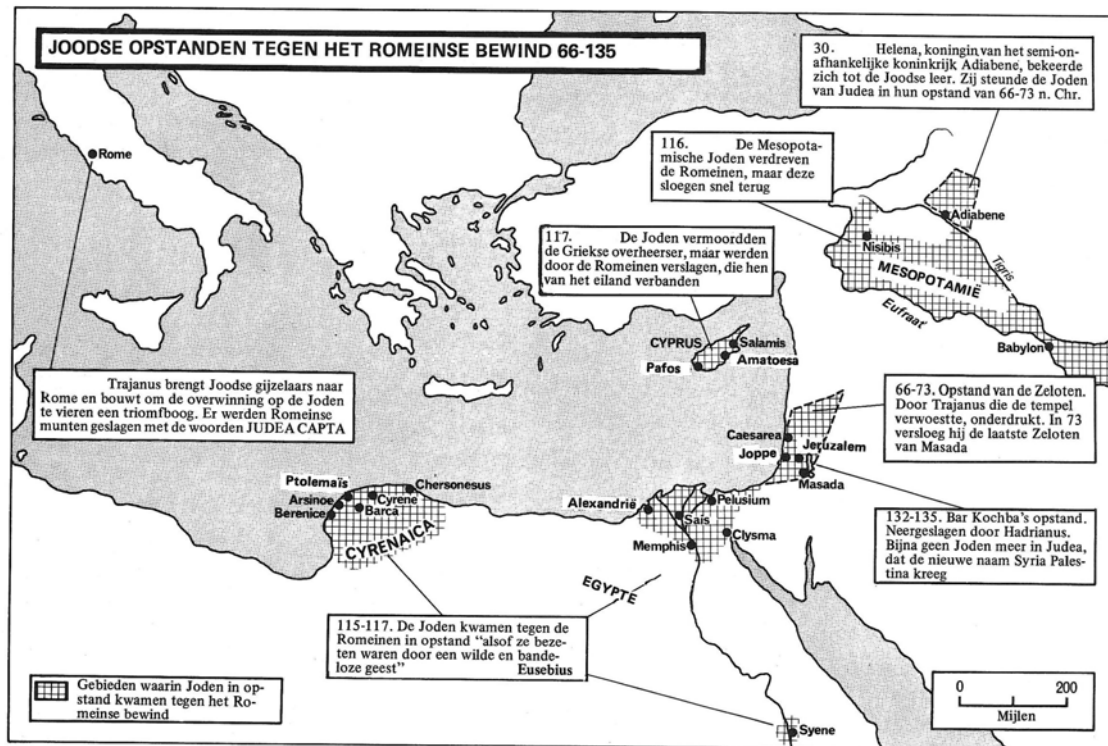 JOODSE OPSTANDEN TEGEN HET ROMEINSE BEWIND 66-135
30. Helena, koningin van het semi-on-
afhankelijke koninkrijk Adiabene, bekeerde
zich tot de Joodse leer. Zij steunde de Joden
van Judea in hun opstand van 66-73 n. Chr.
Rome
116. De Mesopota-
mische Joden verdreven
de Romeinen, maar deze
sloegen snel terug
Adiabene
Nisibis
Tigris
MESOPOTAMIË
Eufraat
Babylon
117. De Joden vermoordden
de Griekse overheerser, maar werden
door de Romeinen verslagen, die hen
van het eiland verbanden
CYPRUS
Salamis
Amatoesa
Pafos
Trajanus brengt Joodse gijzelaars naar
Rome en bouwt om de overwinning op de Joden
te vieren een triomfboog. Er werden Romeinse
munten geslagen met de woorden JUDEA CAPTA
66-73. Opstand van de Zeloten.
Door Trajanus die de tempel
verwoestte, onderdrukt. In 73
versloeg hij de laatste Zeloten
van Masada
Caesarea
Jeruzalem
Joppe
Masada
Ptolemaïs
Chersonesus
Arsinoe
Cyrene
Berenice
Barca
CYRENAICA
Alexandrië
Pelusium
Sais
Clysma
Memphis
EGYPTE
132-135. Bar Kochba's opstand.
Neergeslagen door Hadrianus.
Bijna geen Joden meer in Judea,
dat de nieuwe naam Syria Pales-
tina kreeg
115-117. De Joden kwamen tegen de
Romeinen in opstand "alsof ze beze-
ten waren door een wilde en bande-
loze geest" Eusebius
Gebieden waarin Joden in op-
stand kwamen tegen het Ro-
meinse bewind
Syene
0 200
Mijlen